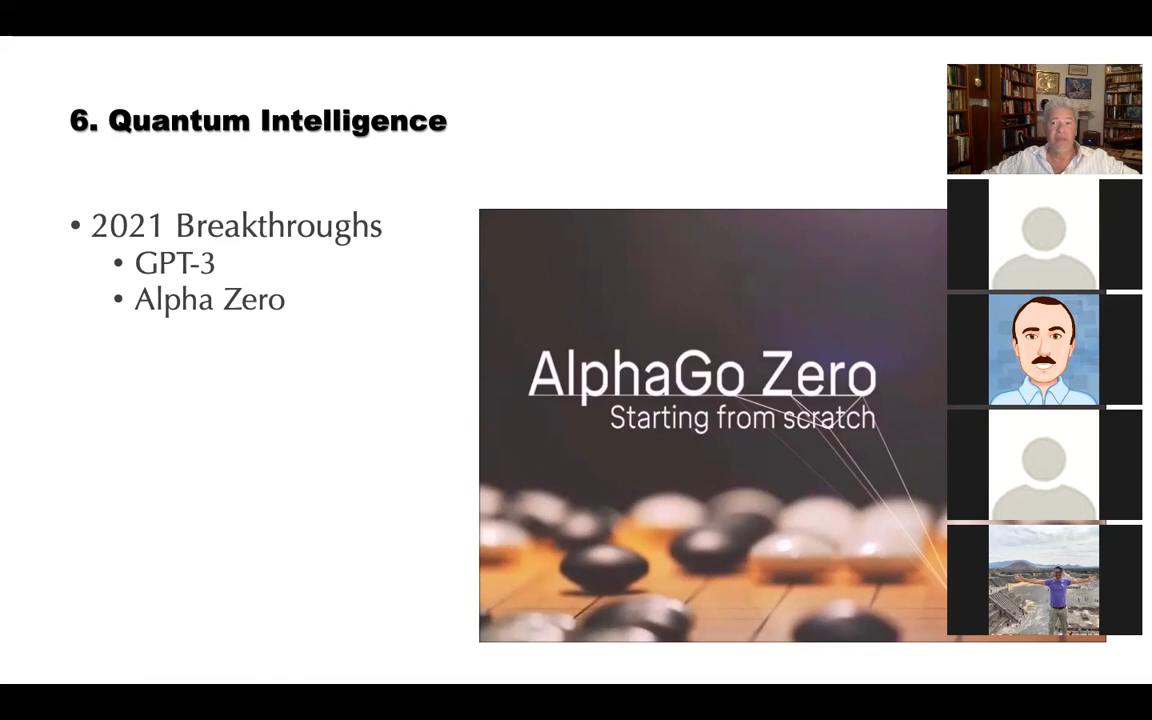 6. Quantum Intelligence
• 2021 Breakthroughs
• GPT-3
• Alpha Zero
AlphaGo Zero
Starting from scratch